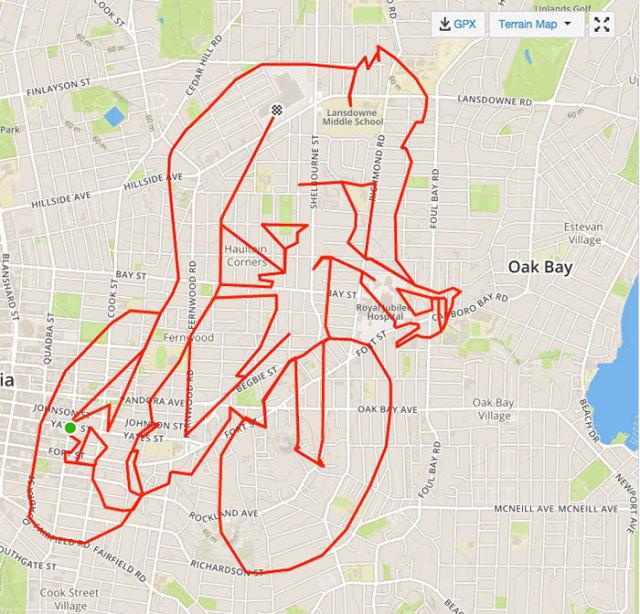 COOK ST
CEDAR HILL RD
RD
Uplands Golf
GPX
Terrain Map
60 m
FINLAYSON ST
60 m
LANSDOWNE RD
Park
60 m
Lansdowne
Middle School
60 m
HILLSIDE AVE
HILLSIDE AVE
SHELBOURNE ST
RICHMOND RD
FOUL BAY RD
Estevan
Village
Haultain
Corners
Oak Bay
BLANSHARD ST
BAY ST
COOK ST
FERNWOOD RD
BAY ST
Royal Jubilee
Hospital
CADBORO BAY RD
QUADRA ST
Fernwood
FORT ST
ia
BEGBIE ST
PANDORA AVE
JOHNSON ST
OAK BAY AVE
Oak Bay
Village
BEACH DR
JOHNSON ST
YATES ST
FORT ST
FORT ST
FOUL BAY RD
NEWPORT AVE
QUADRA ST
ROCKLAND AVE
MCNEILL AVE
MCNEILL AVE
FAIRFIELD RD
FAIRFIELD RD
60 m
SOUTHGATE ST
RICHARDSON ST
Cook Street
Village